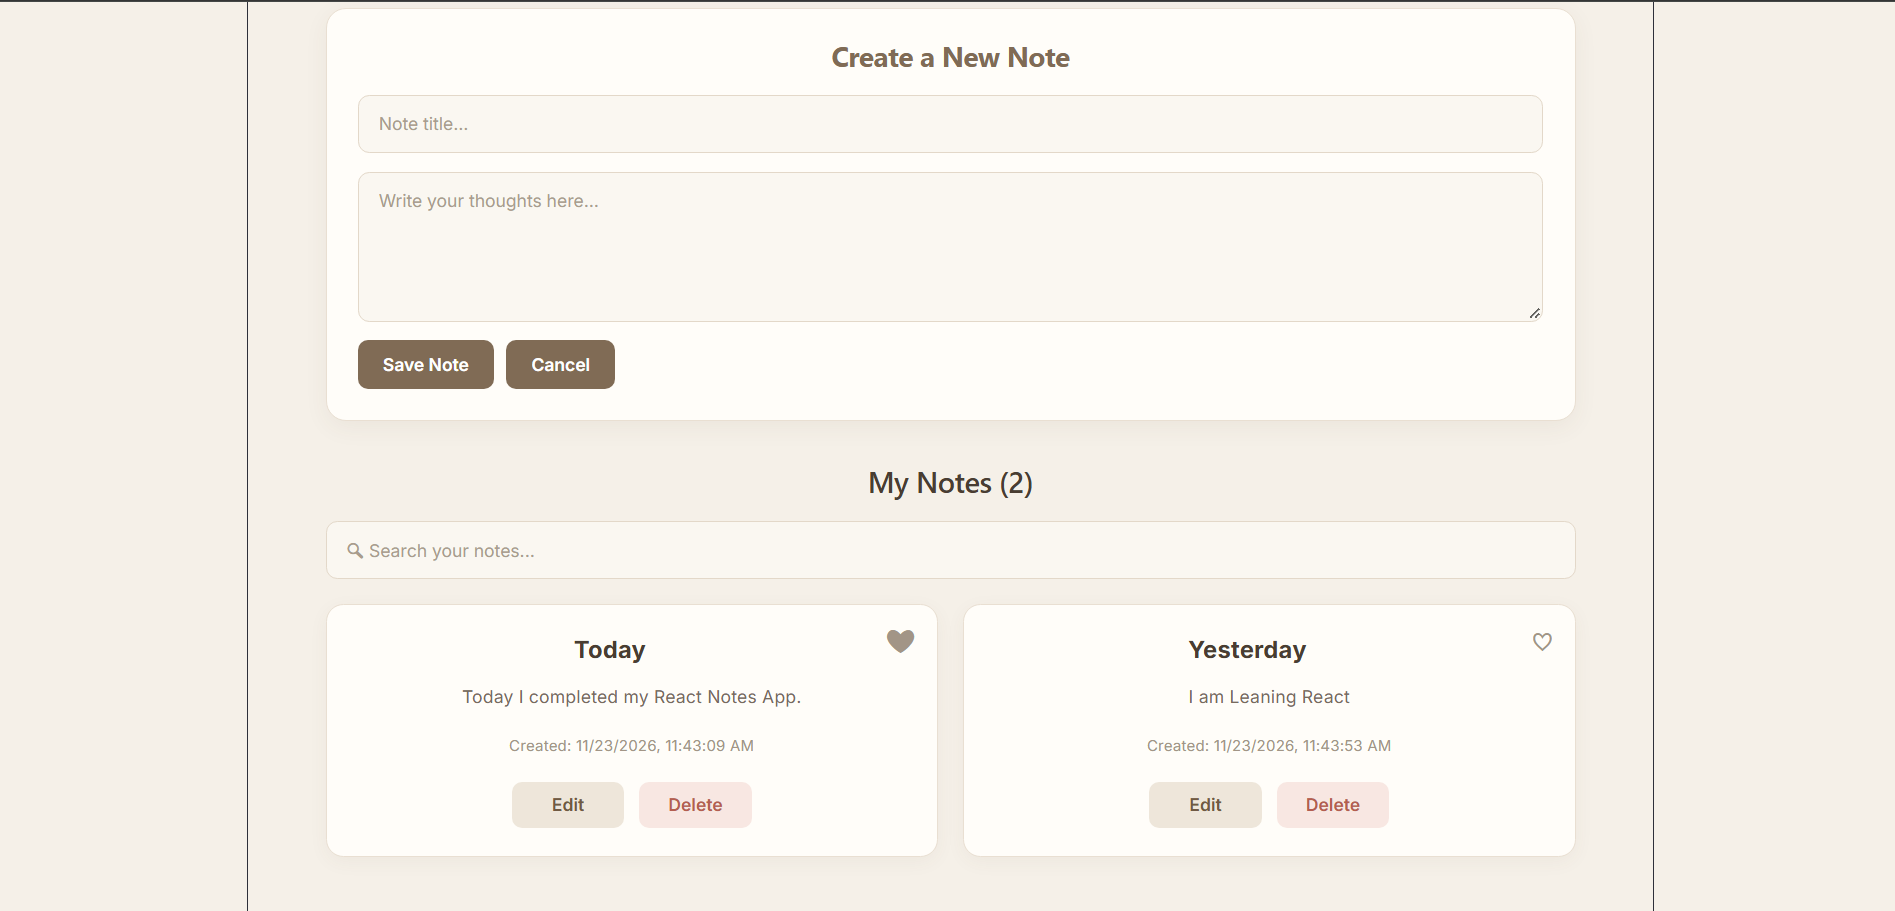 Create a New Note
Note title...
Write your thoughts here...
Save Note Cancel
My Notes (2)
🔍 Search your notes...
Today
Today I completed my React Notes App.
Created: 11/23/2026, 11:43:09 AM
Edit Delete
Yesterday
I am Leaning React
Created: 11/23/2026, 11:43:53 AM
Edit Delete